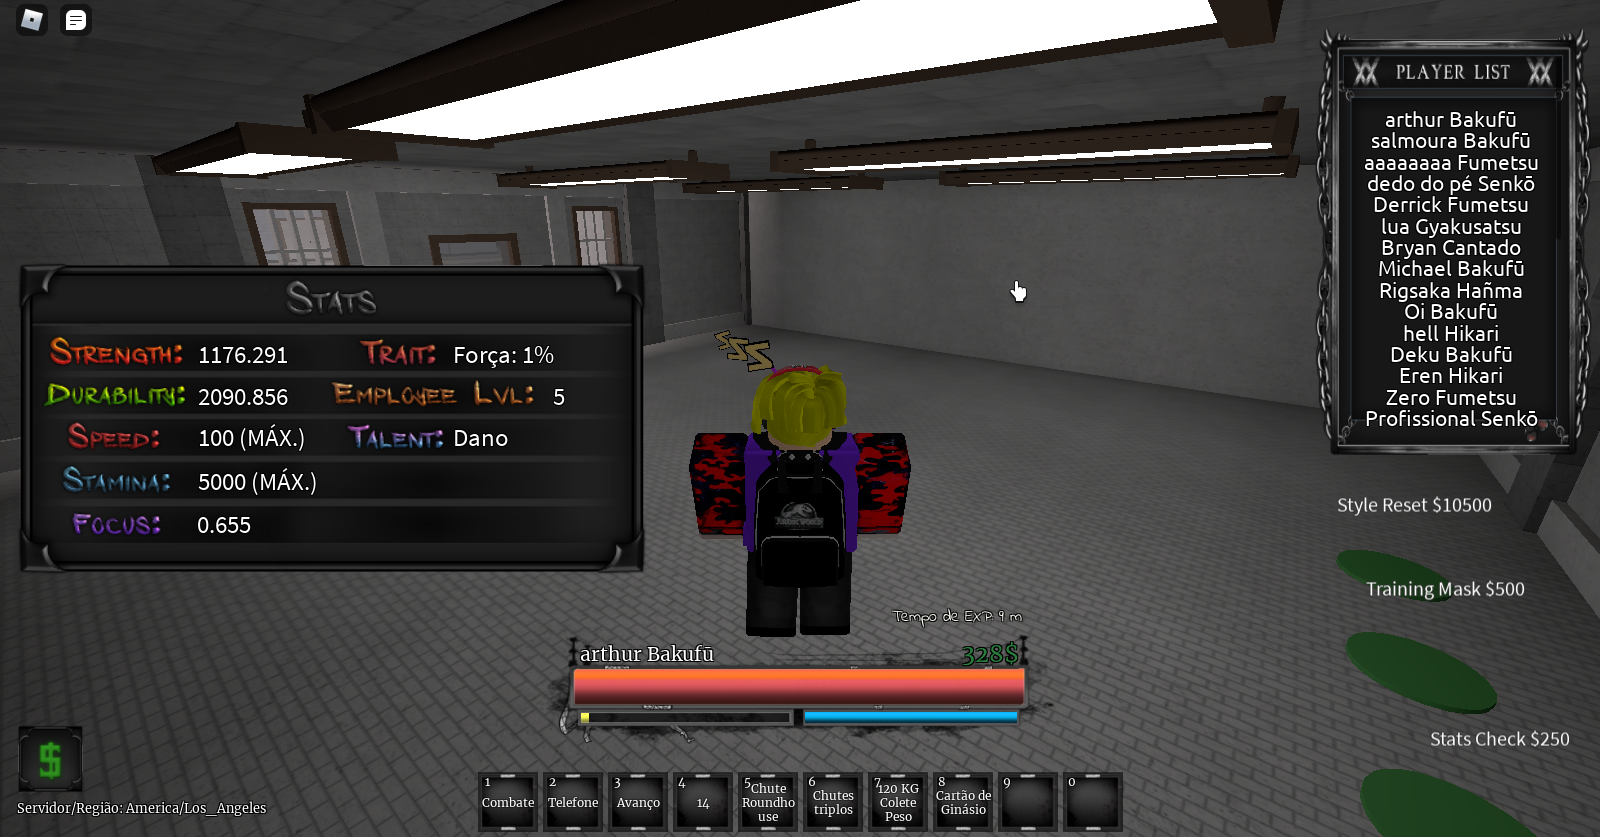 PLAYER LIST
arthur Bakufū
salmoura Bakufū
aaaaaaaa Fumetsu
dedo do pé Senkō
Derrick Fumetsu
lua Gyakusatsu
Bryan Cantado
Michael Bakufū
Rigsaka Hañma
Oi Bakufū
hell Hikari
Deku Bakufū
Eren Hikari
Zero Fumetsu
Profissional Senkō
STATS
STRENGTH: 1176.291 TRAIT: Força: 1%
DURABILITY: 2090.856 EMPLOYEE LVL: 5
SPEED: 100 (MÁX.) TALENT: Dano
STAMINA: 5000 (MÁX.)
FOCUS: 0.655
Style Reset $10500
Training Mask $500
Stats Check $250
Tempo de EXP. 9 m
arthur Bakufū 328$
$
Servidor/Região: America/Los_Angeles
1
Combate
2
Telefone
3
Avanço
4
14
5
Chute
Roundho
use
6
Chutes
triplos
7
120 KG
Colete
Peso
8
Cartão de
Ginásio
9
0